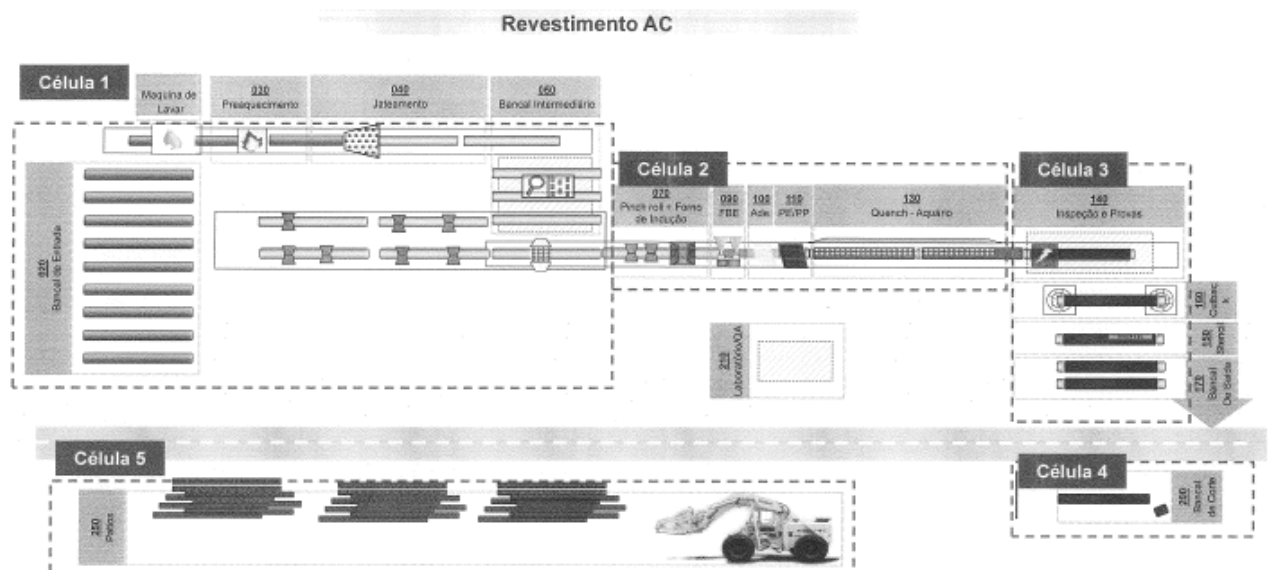 Revestimento AC
Célula 1
Maquina de
Lavar
030
Preaquecimento
040
Jateamento
060
Bancal Intermediário
020
Bancal de Entrada
Célula 2
070
Pinch roll + Forno
de Indução
090
FBE
100
Ade.
110
PE/PP
130
Quench - Aquário
Célula 3
140
Inspeção e Provas
160
Cutbac
k
150
Stencil
170
Bancal
De Saída
210
Laboratório/QA
Célula 5
250
Patios
Célula 4
200
Bancal
de Corte